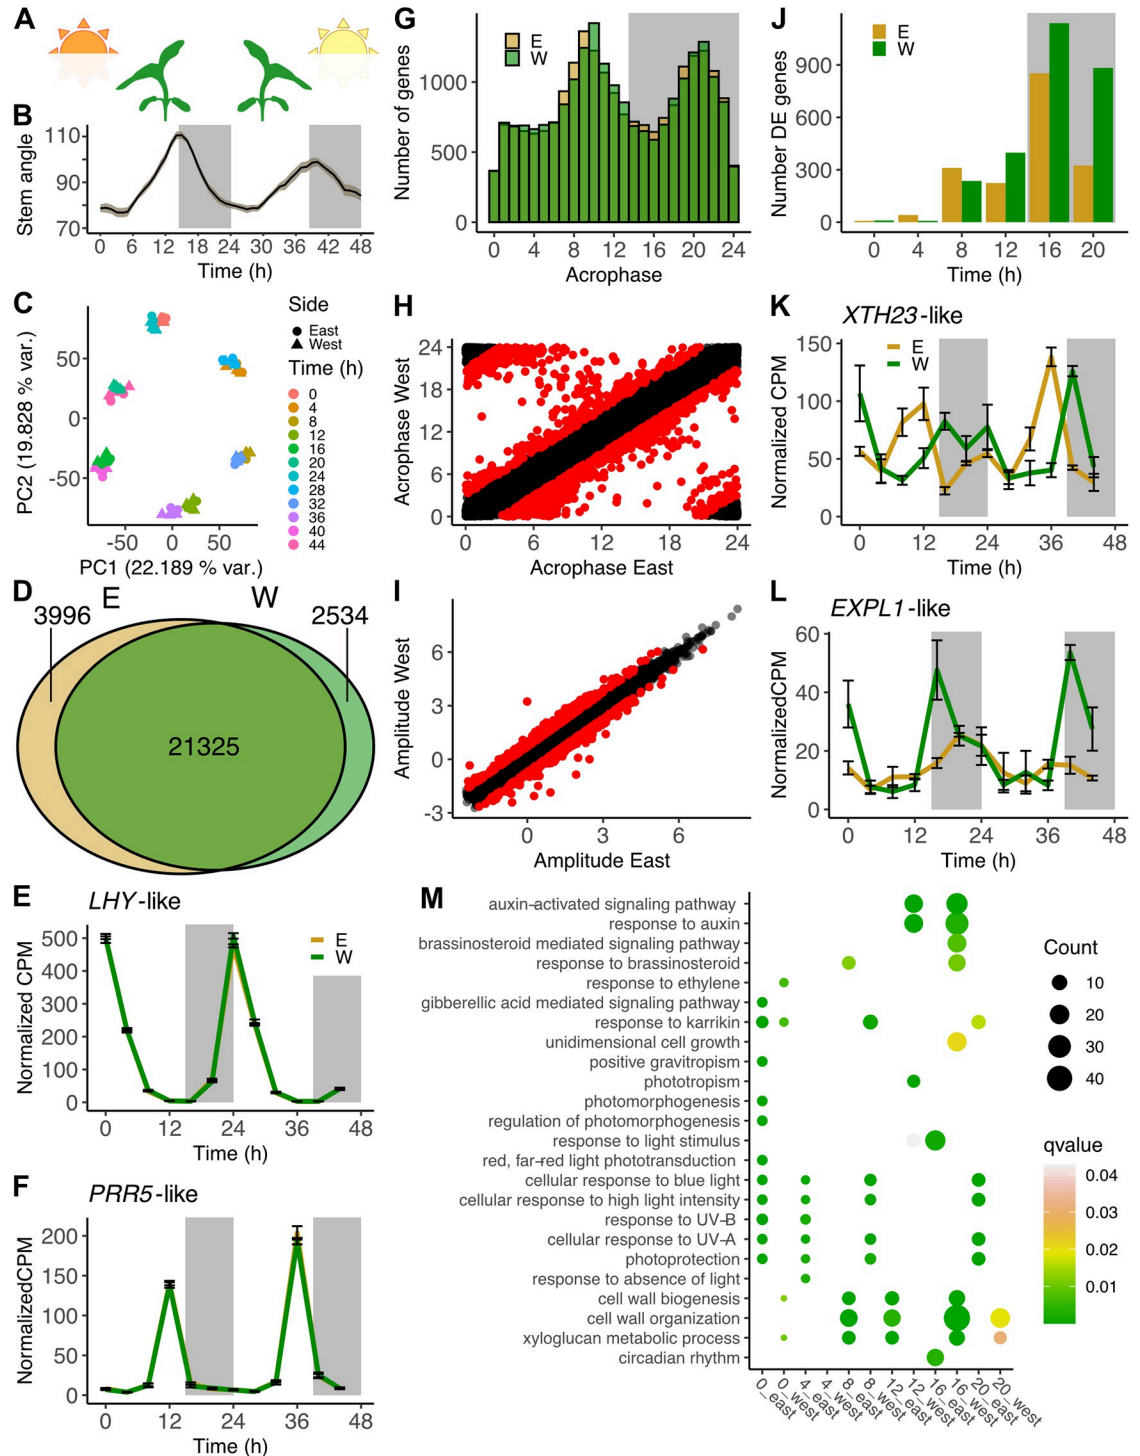 A
B
Stem angle
110
90
70
0 6 12 18 24 30 36 42 48
Time (h)
C
PC2 (19.828 % var.)
50
0
-50
-50 0 50
PC1 (22.189 % var.)
Side
East
West
Time (h)
0
4
8
12
16
20
24
28
32
36
40
44
D
E
W
3996
2534
21325
E
LHY-like
Normalized CPM
500
400
300
200
100
0
E
W
0 12 24 36 48
Time (h)
F
PRR5-like
NormalizedCPM
200
150
100
50
0
0 12 24 36 48
Time (h)
G
Number of genes
1000
500
0
E
W
0 4 8 12 16 20 24
Acrophase
H
Acrophase West
24
18
12
6
0
0 6 12 18 24
Acrophase East
I
Amplitude West
6
3
0
-3
0 3 6
Amplitude East
J
Number DE genes
900
600
300
0
E
W
0 4 8 12 16 20
Time (h)
K
XTH23-like
Normalized CPM
150
100
50
0
E
W
0 12 24 36 48
Time (h)
L
EXPL1-like
NormalizedCPM
60
40
20
0
0 12 24 36 48
Time (h)
M
auxin-activated signaling pathway
response to auxin
brassinosteroid mediated signaling pathway
response to brassinosteroid
response to ethylene
gibberellic acid mediated signaling pathway
response to karrikin
unidimensional cell growth
positive gravitropism
phototropism
photomorphogenesis
regulation of photomorphogenesis
response to light stimulus
red, far-red light phototransduction
cellular response to blue light
cellular response to high light intensity
response to UV-B
cellular response to UV-A
photoprotection
response to absence of light
cell wall biogenesis
cell wall organization
xyloglucan metabolic process
circadian rhythm
0_east 0_west 4_east 4_west 8_east 8_west 12_east 12_west 16_east 16_west 20_east 20_west
Count
10
20
30
40
qvalue
0.04
0.03
0.02
0.01